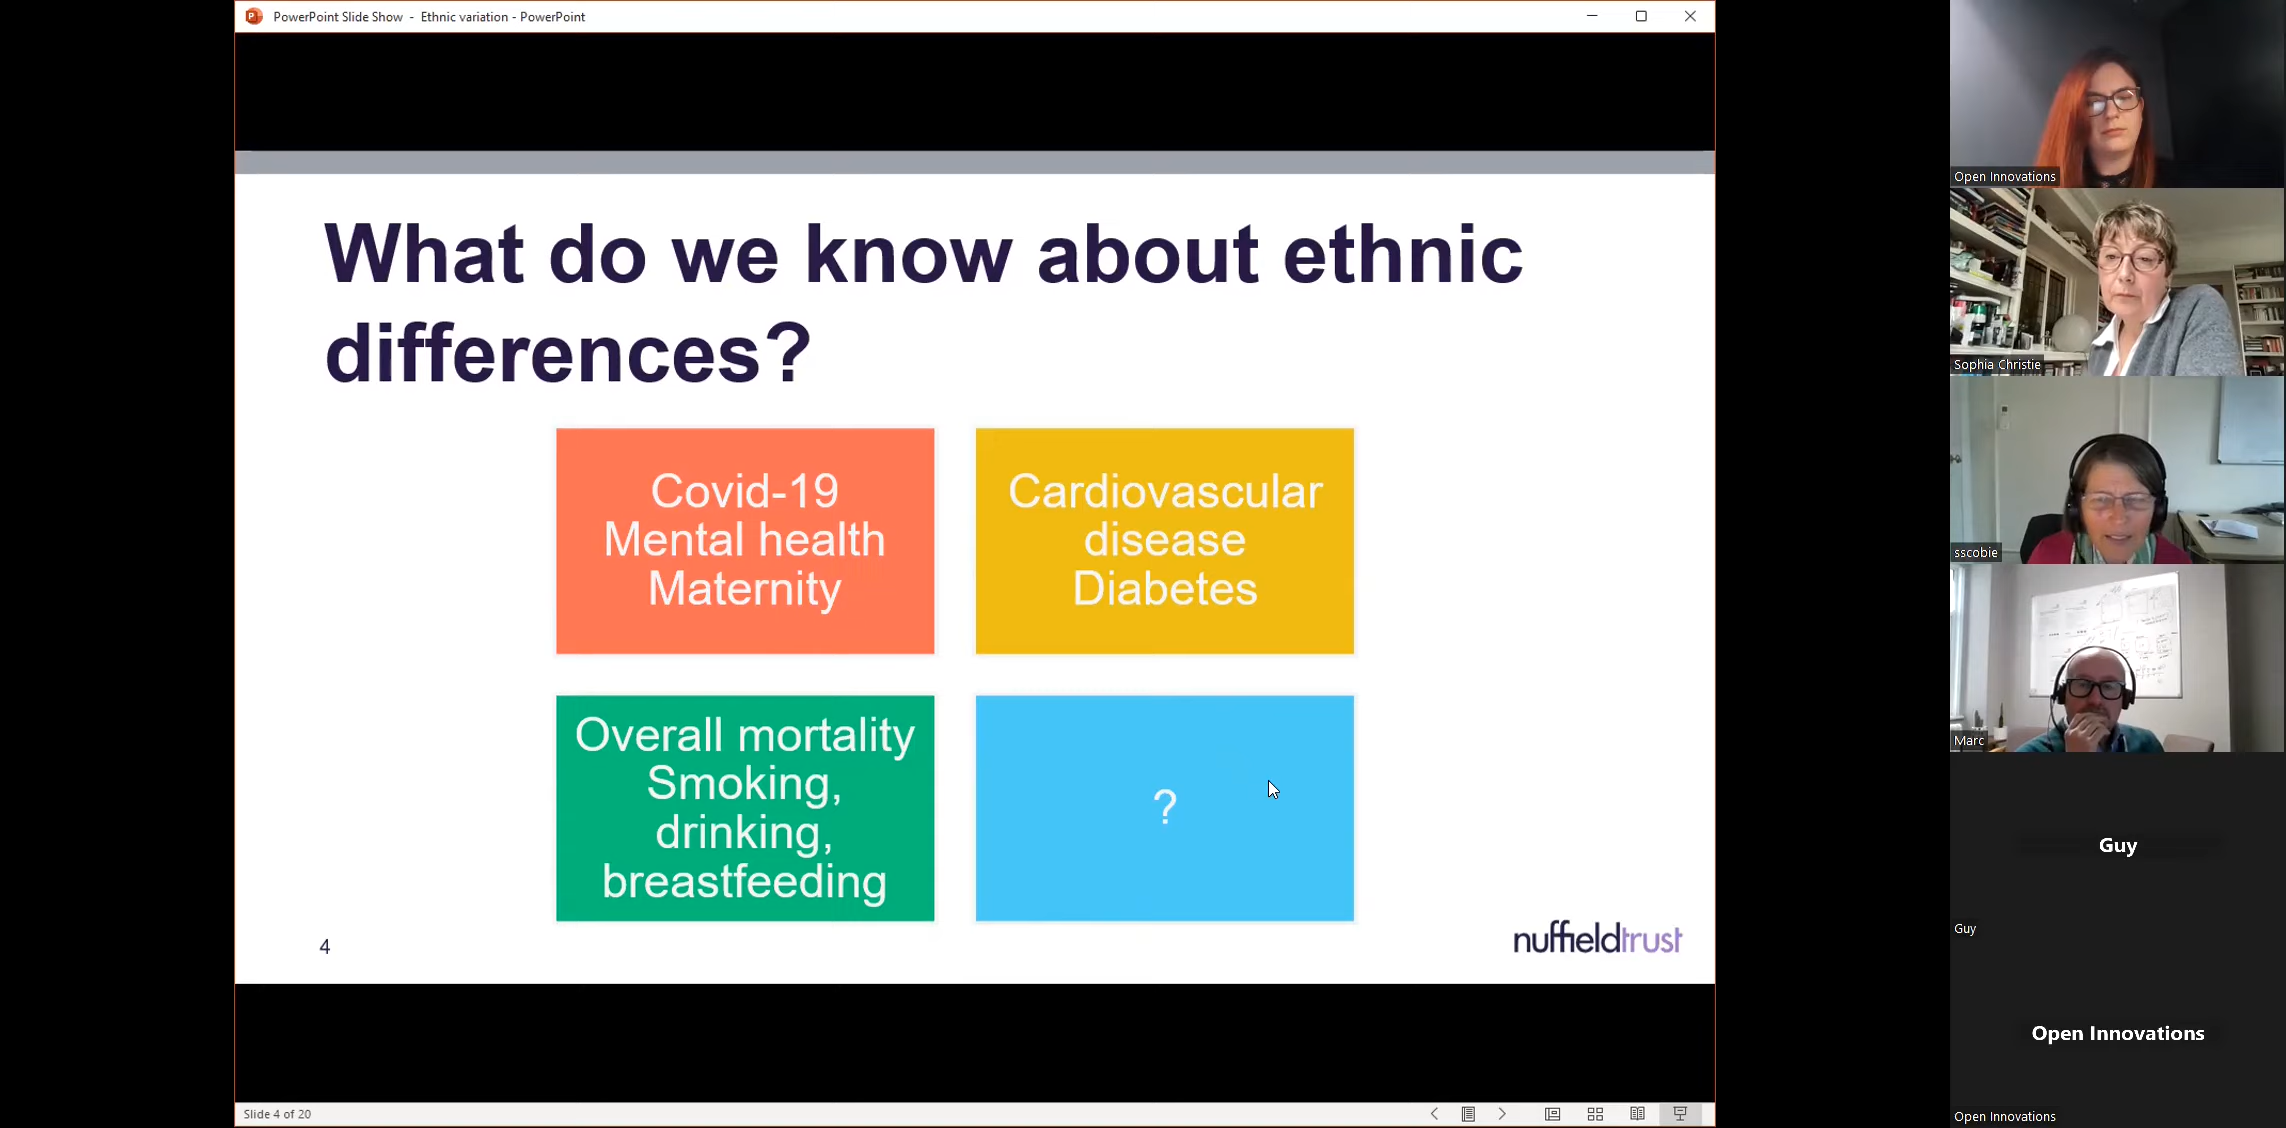 PowerPoint Slide Show - Ethnic variation - PowerPoint
What do we know about ethnic
differences?
Covid-19
Mental health
Maternity
Cardiovascular
disease
Diabetes
Overall mortality
Smoking,
drinking,
breastfeeding
?
4
nuffieldtrust
Slide 4 of 20
Open Innovations
Sophia Christie
sscobie
Marc
Guy
Guy
Open Innovations
Open Innovations